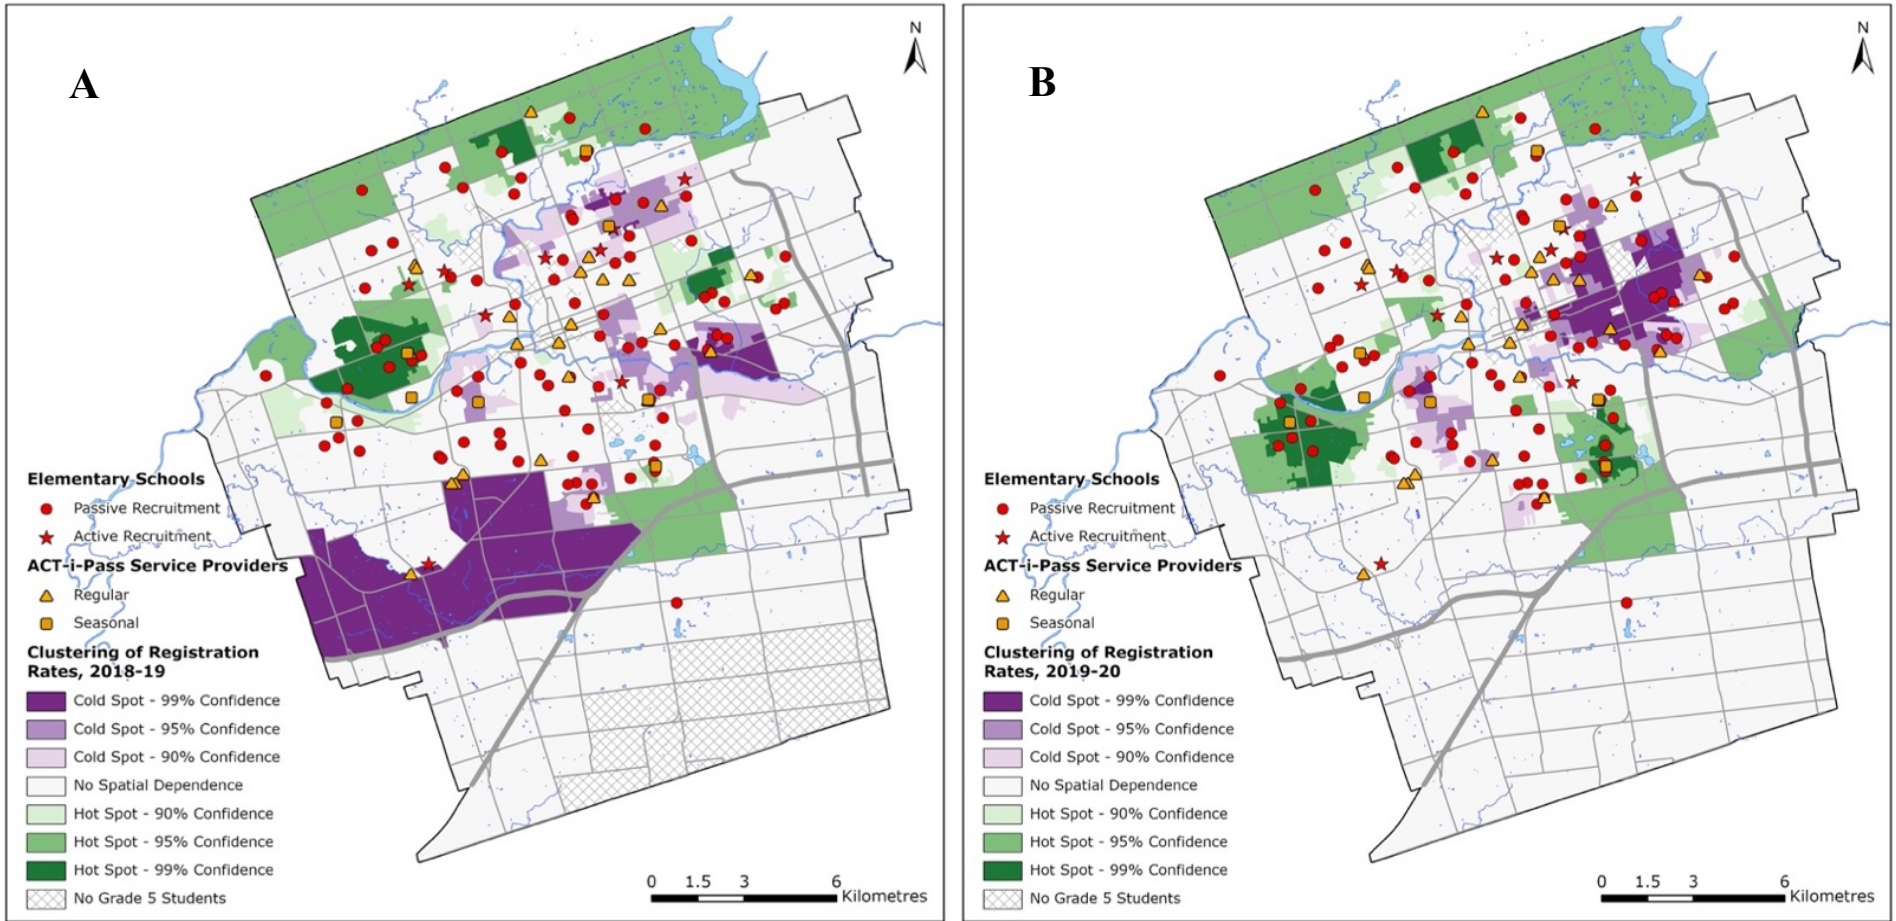 A
N
Elementary Schools
Passive Recruitment
Active Recruitment
ACT-i-Pass Service Providers
Regular
Seasonal
Clustering of Registration
Rates, 2018-19
Cold Spot - 99% Confidence
Cold Spot - 95% Confidence
Cold Spot - 90% Confidence
No Spatial Dependence
Hot Spot - 90% Confidence
Hot Spot - 95% Confidence
Hot Spot - 99% Confidence
No Grade 5 Students
0 1.5 3 6
Kilometres
B
N
Elementary Schools
Passive Recruitment
Active Recruitment
ACT-i-Pass Service Providers
Regular
Seasonal
Clustering of Registration
Rates, 2019-20
Cold Spot - 99% Confidence
Cold Spot - 95% Confidence
Cold Spot - 90% Confidence
No Spatial Dependence
Hot Spot - 90% Confidence
Hot Spot - 95% Confidence
Hot Spot - 99% Confidence
No Grade 5 Students
0 1.5 3 6
Kilometres